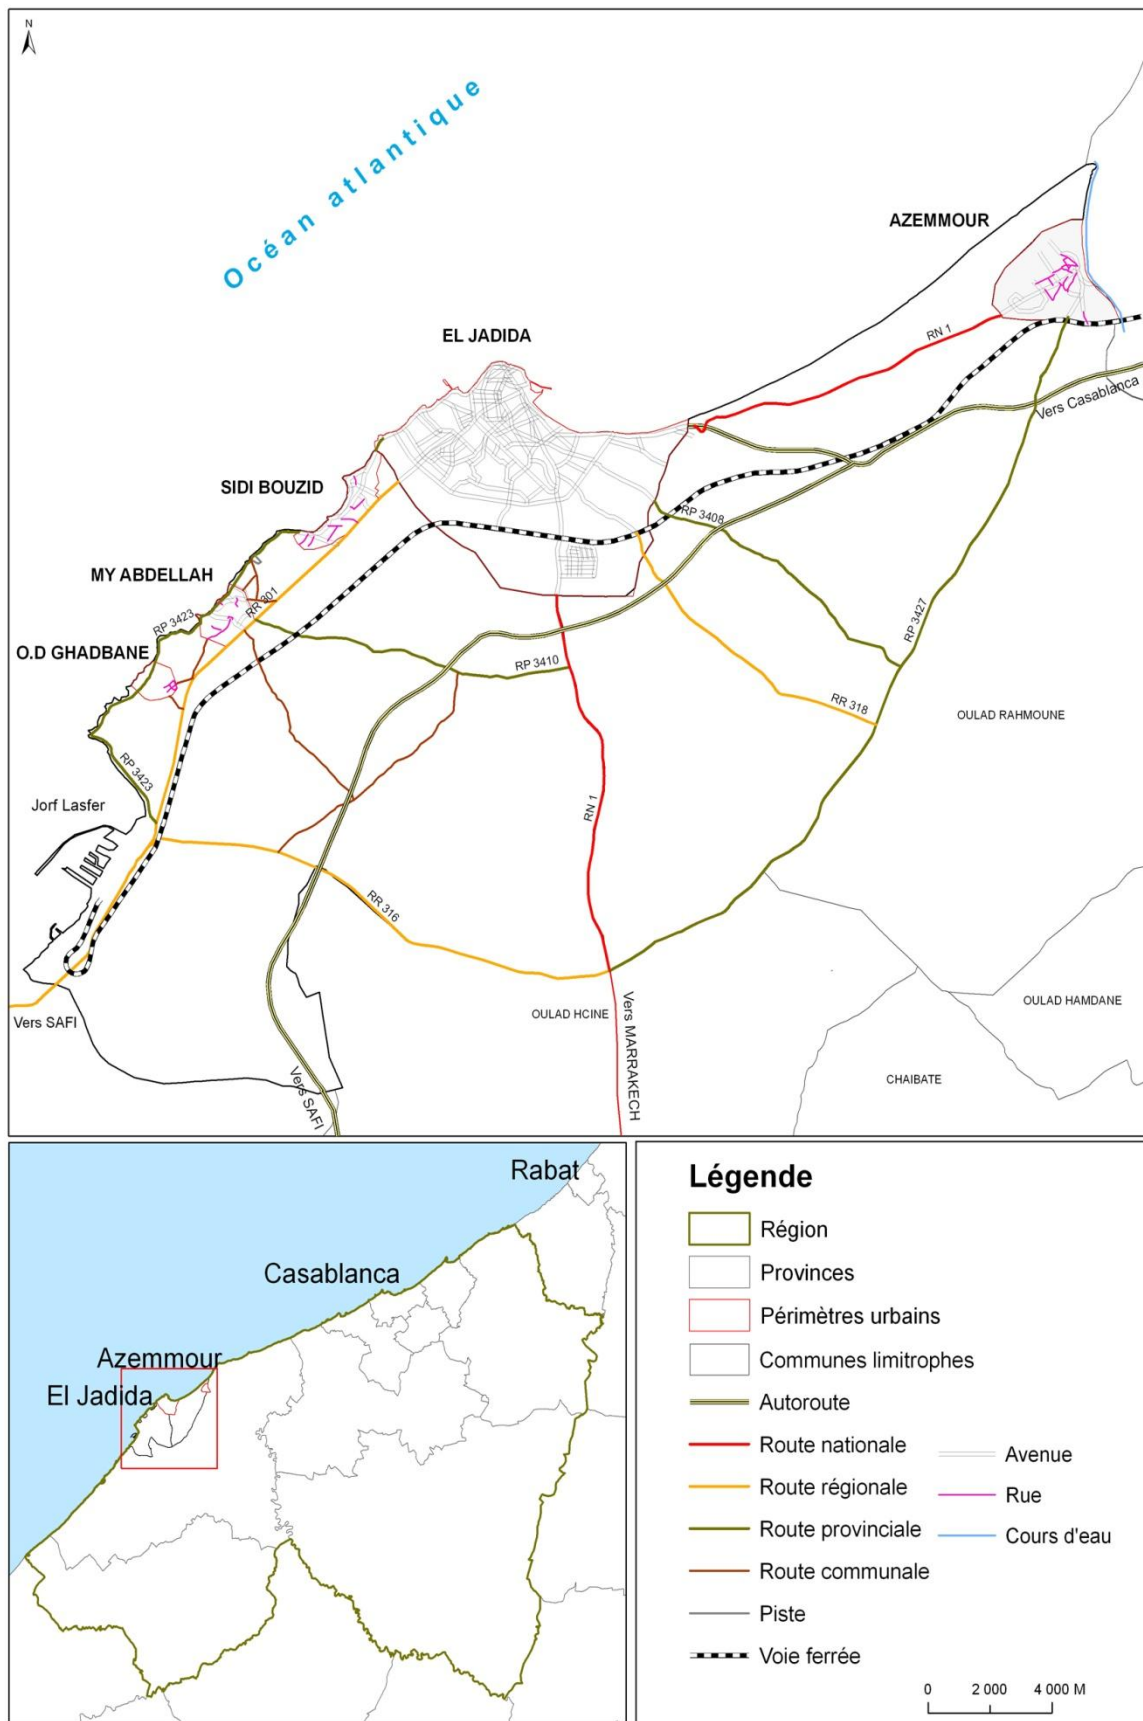 N
Océan atlantique
AZEMMOUR
RN 1
EL JADIDA
Vers Casablanca
SIDI BOUZID
RP 3408
MY ABDELLAH
RR 301
RP 3423
RP 3427
O.D GHADBANE
RP 3410
RR 318
OULAD RAHMOUNE
RP 3423
Jorf Lasfer
RN 1
RR 316
OULAD HCINE
Vers MARRAKECH
OULAD HAMDANE
Vers SAFI
CHAIBATE
Vers SAFI
Rabat
Casablanca
Azemmour
El Jadida
Légende
Région
Provinces
Périmètres urbains
Communes limitrophes
Autoroute
Route nationale
Route régionale
Route provinciale
Route communale
Piste
Voie ferrée
Avenue
Rue
Cours d'eau
0 2 000 4 000 M